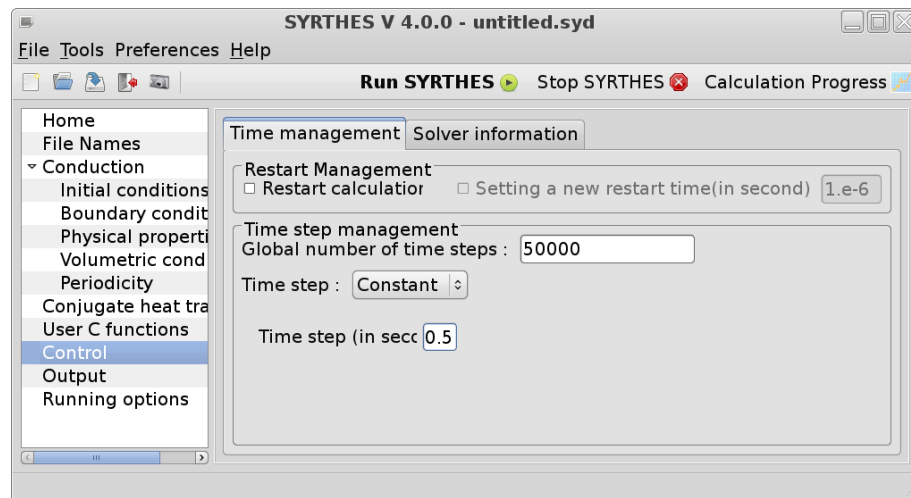 SYRTHES V 4.0.0 - untitled.syd
File Tools Preferences Help
Run SYRTHES Stop SYRTHES Calculation Progress
Home
File Names
Conduction
Initial conditions
Boundary condit
Physical properti
Volumetric cond
Periodicity
Conjugate heat tra
User C functions
Control
Output
Running options
Time management Solver information
Restart Management
Restart calculation Setting a new restart time(in second) 1.e-6
Time step management
Global number of time steps : 50000
Time step : Constant
Time step (in secc 0.5